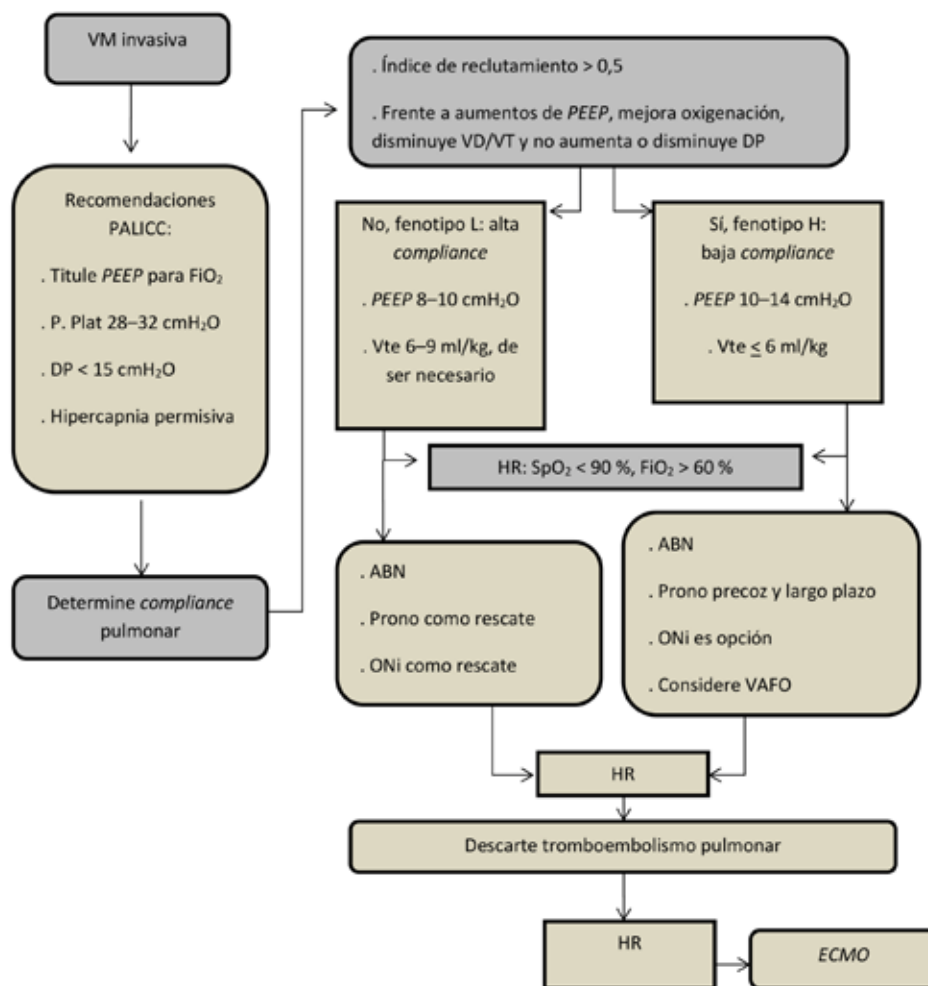 VM invasiva
Recomendaciones
PALICC:
. Titule PEEP para FiO₂
. P. Plat 28–32 cmH₂O
. DP < 15 cmH₂O
. Hipercapnia permisiva
Determine compliance
pulmonar
. Índice de reclutamiento > 0,5
. Frente a aumentos de PEEP, mejora oxigenación,
disminuye VD/VT y no aumenta o disminuye DP
No, fenotipo L: alta
compliance
. PEEP 8–10 cmH₂O
. Vte 6–9 ml/kg, de
ser necesario
Sí, fenotipo H:
baja compliance
. PEEP 10–14 cmH₂O
. Vte ≤ 6 ml/kg
HR: SpO₂ < 90 %, FiO₂ > 60 %
. ABN
. Prono como rescate
. ONi como rescate
. ABN
. Prono precoz y largo plazo
. ONi es opción
. Considere VAFO
HR
Descarte tromboembolismo pulmonar
HR
ECMO